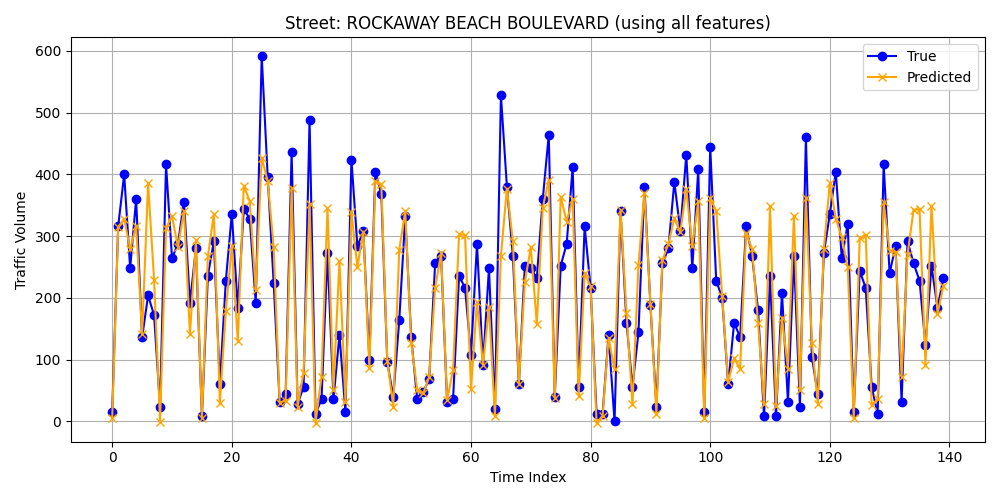 Street: ROCKAWAY BEACH BOULEVARD (using all features)
True
Predicted
Traffic Volume
600
500
400
300
200
100
0
0 20 40 60 80 100 120 140
Time Index